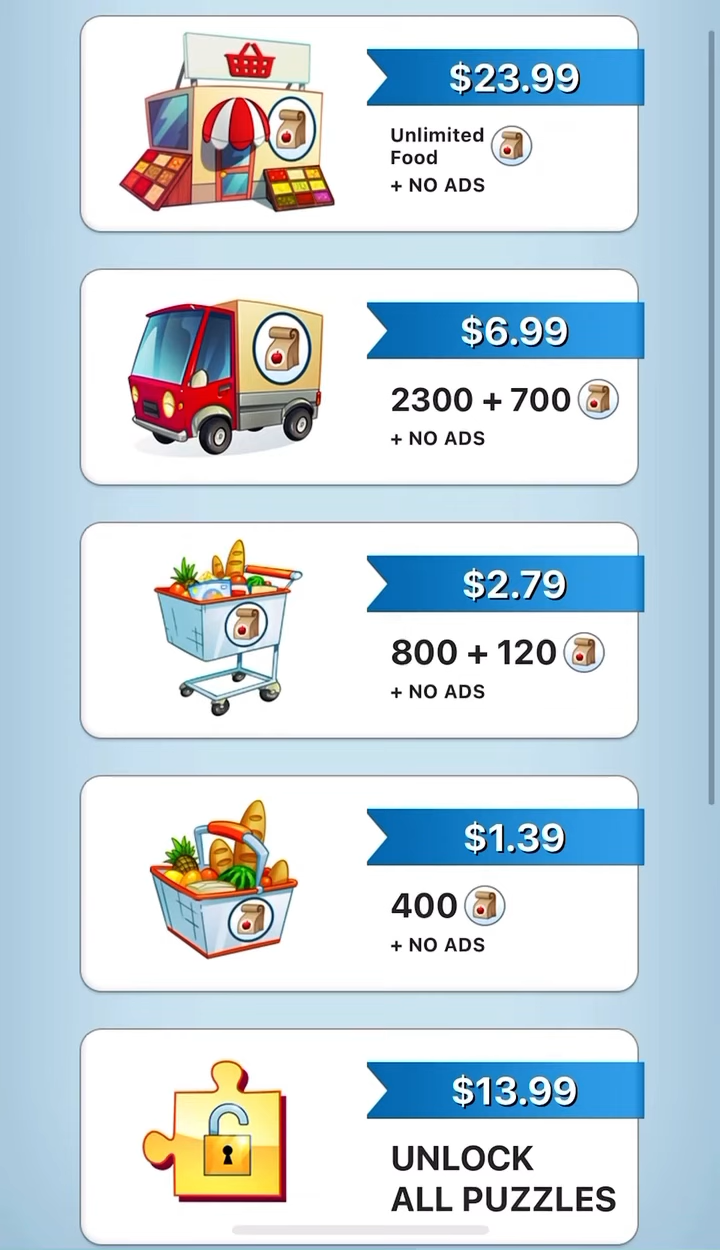 $23.99
Unlimited
Food
+ NO ADS
$6.99
2300 + 700
+ NO ADS
$2.79
800 + 120
+ NO ADS
$1.39
400
+ NO ADS
$13.99
UNLOCK
ALL PUZZLES